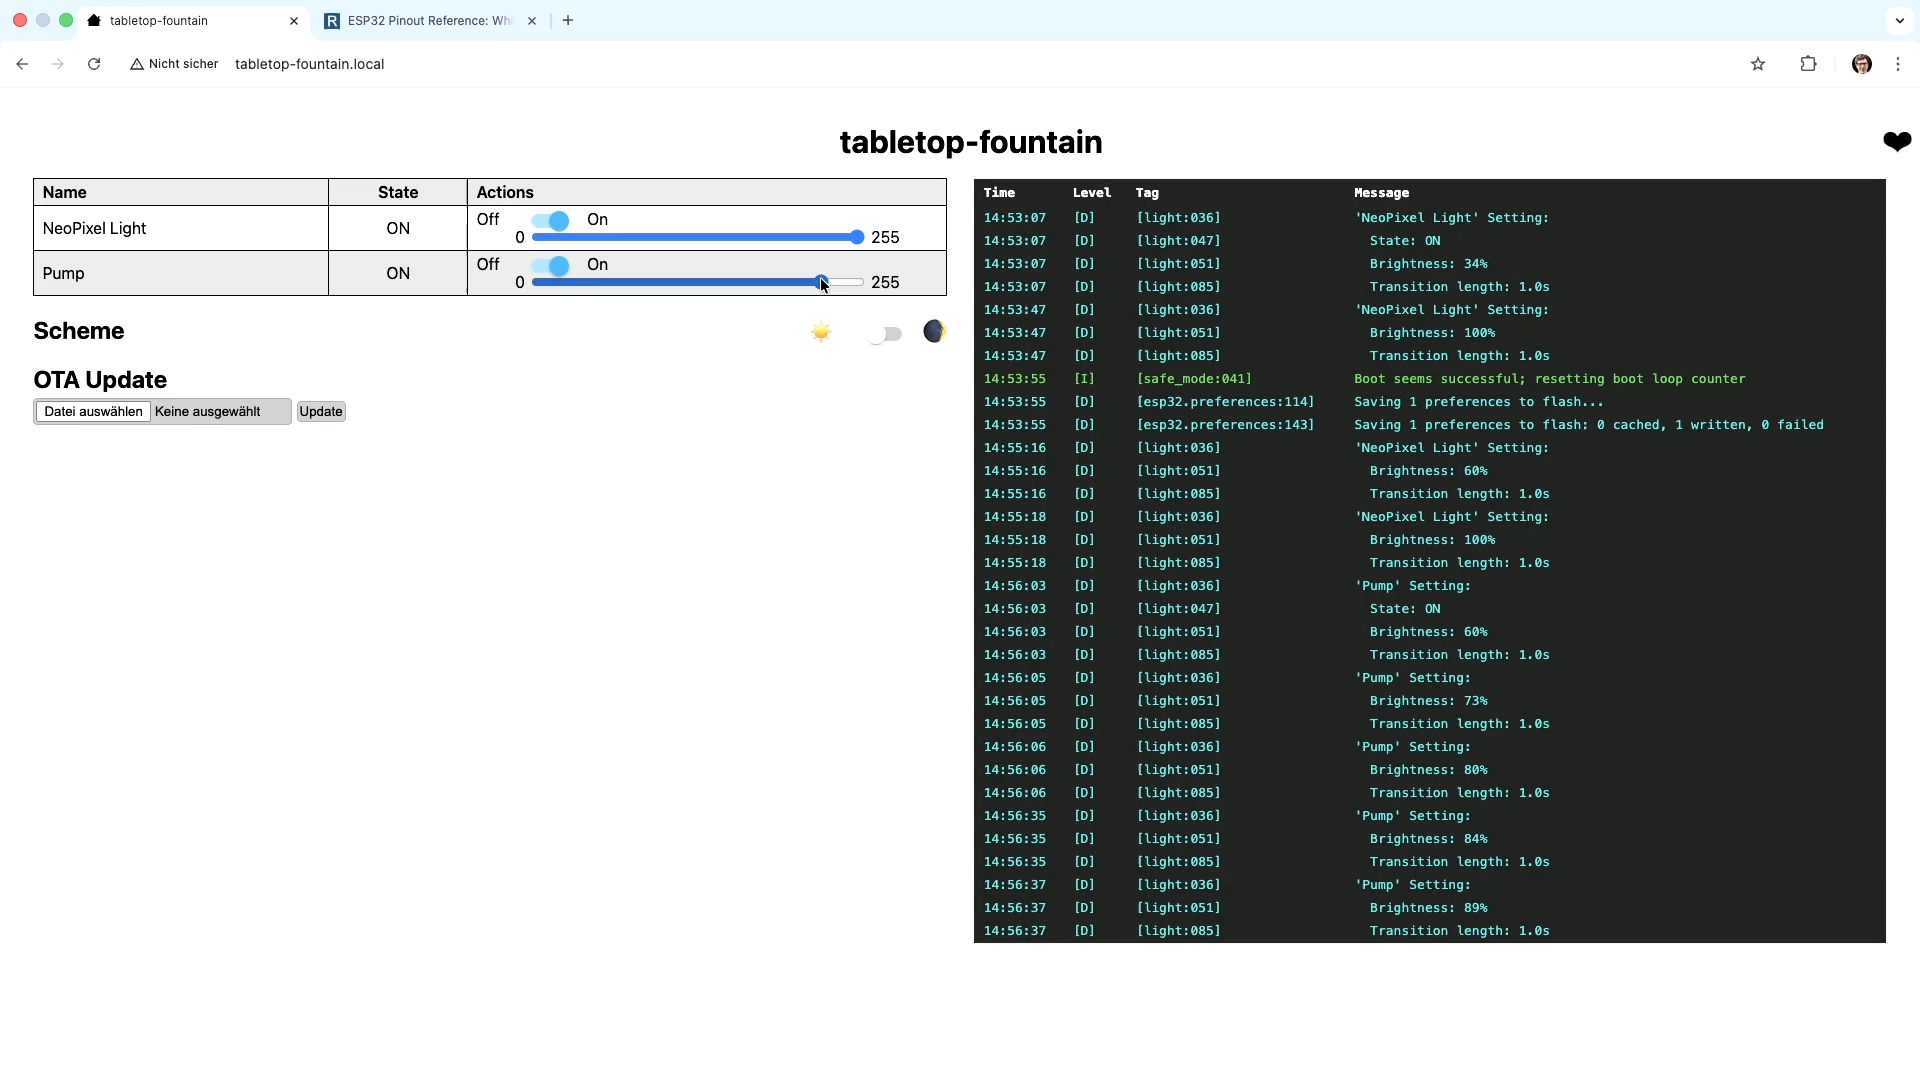 tabletop-fountain
ESP32 Pinout Reference: Whi
Nicht sicher tabletop-fountain.local
tabletop-fountain
Name State Actions
NeoPixel Light ON Off On
0 255
Pump ON Off On
0 255
Scheme
OTA Update
Datei auswählen Keine ausgewählt Update
Time Level Tag Message
14:53:07 [D] [light:036] 'NeoPixel Light' Setting:
14:53:07 [D] [light:047] State: ON
14:53:07 [D] [light:051] Brightness: 34%
14:53:07 [D] [light:085] Transition length: 1.0s
14:53:47 [D] [light:036] 'NeoPixel Light' Setting:
14:53:47 [D] [light:051] Brightness: 100%
14:53:47 [D] [light:085] Transition length: 1.0s
14:53:55 [I] [safe_mode:041] Boot seems successful; resetting boot loop counter
14:53:55 [D] [esp32.preferences:114] Saving 1 preferences to flash...
14:53:55 [D] [esp32.preferences:143] Saving 1 preferences to flash: 0 cached, 1 written, 0 failed
14:55:16 [D] [light:036] 'NeoPixel Light' Setting:
14:55:16 [D] [light:051] Brightness: 60%
14:55:16 [D] [light:085] Transition length: 1.0s
14:55:18 [D] [light:036] 'NeoPixel Light' Setting:
14:55:18 [D] [light:051] Brightness: 100%
14:55:18 [D] [light:085] Transition length: 1.0s
14:56:03 [D] [light:036] 'Pump' Setting:
14:56:03 [D] [light:047] State: ON
14:56:03 [D] [light:051] Brightness: 60%
14:56:03 [D] [light:085] Transition length: 1.0s
14:56:05 [D] [light:036] 'Pump' Setting:
14:56:05 [D] [light:051] Brightness: 73%
14:56:05 [D] [light:085] Transition length: 1.0s
14:56:06 [D] [light:036] 'Pump' Setting:
14:56:06 [D] [light:051] Brightness: 80%
14:56:06 [D] [light:085] Transition length: 1.0s
14:56:35 [D] [light:036] 'Pump' Setting:
14:56:35 [D] [light:051] Brightness: 84%
14:56:35 [D] [light:085] Transition length: 1.0s
14:56:37 [D] [light:036] 'Pump' Setting:
14:56:37 [D] [light:051] Brightness: 89%
14:56:37 [D] [light:085] Transition length: 1.0s